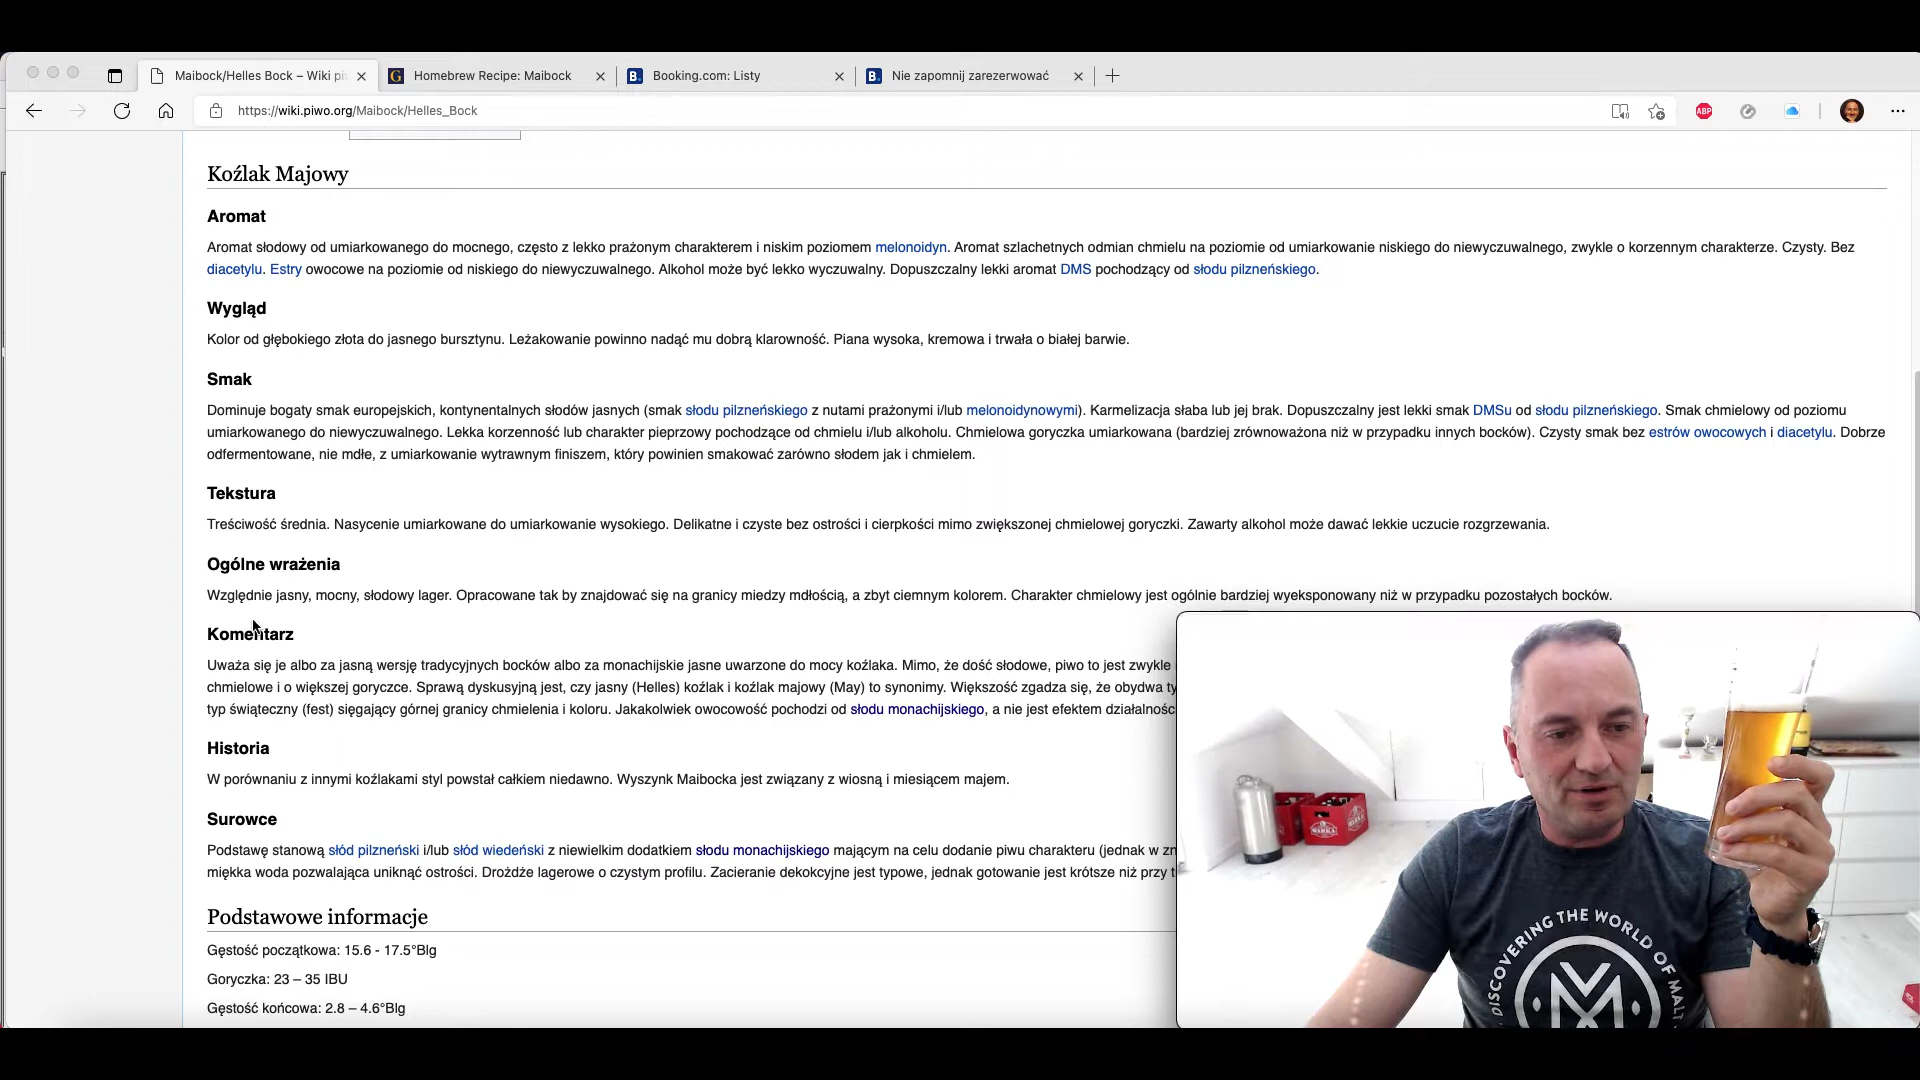 Maibock/Helles Bock – Wiki pi
Homebrew Recipe: Maibock
Booking.com: Listy
Nie zapomnij zarezerwować
https://wiki.piwo.org/Maibock/Helles_Bock
ABP
Koźlak Majowy
Aromat
Aromat słodowy od umiarkowanego do mocnego, często z lekko prażonym charakterem i niskim poziomem melonoidyn. Aromat szlachetnych odmian chmielu na poziomie od umiarkowanie niskiego do niewyczuwalnego, zwykle o korzennym charakterze. Czysty. Bez
diacetylu. Estry owocowe na poziomie od niskiego do niewyczuwalnego. Alkohol może być lekko wyczuwalny. Dopuszczalny lekki aromat DMS pochodzący od słodu pilzneńskiego.
Wygląd
Kolor od głębokiego złota do jasnego bursztynu. Leżakowanie powinno nadąć mu dobrą klarowność. Piana wysoka, kremowa i trwała o białej barwie.
Smak
Dominuje bogaty smak europejskich, kontynentalnych słodów jasnych (smak słodu pilzneńskiego z nutami prażonymi i/lub melonoidynowymi). Karmelizacja słaba lub jej brak. Dopuszczalny jest lekki smak DMSu od słodu pilzneńskiego. Smak chmielowy od poziomu
umiarkowanego do niewyczuwalnego. Lekka korzenność lub charakter pieprzowy pochodzące od chmielu i/lub alkoholu. Chmielowa goryczka umiarkowana (bardziej zrównoważona niż w przypadku innych bocków). Czysty smak bez estrów owocowych i diacetylu. Dobrze
odfermentowane, nie mdłe, z umiarkowanie wytrawnym finiszem, który powinien smakować zarówno słodem jak i chmielem.
Tekstura
Treściwość średnia. Nasycenie umiarkowane do umiarkowanie wysokiego. Delikatne i czyste bez ostrości i cierpkości mimo zwiększonej chmielowej goryczki. Zawarty alkohol może dawać lekkie uczucie rozgrzewania.
Ogólne wrażenia
Względnie jasny, mocny, słodowy lager. Opracowane tak by znajdować się na granicy miedzy mdłością, a zbyt ciemnym kolorem. Charakter chmielowy jest ogólnie bardziej wyeksponowany niż w przypadku pozostałych bocków.
Komentarz
Uważa się je albo za jasną wersję tradycyjnych bocków albo za monachijskie jasne uwarzone do mocy koźlaka. Mimo, że dość słodowe, piwo to jest zwykle
chmielowe i o większej goryczce. Sprawą dyskusyjną jest, czy jasny (Helles) koźlak i koźlak majowy (May) to synonimy. Większość zgadza się, że obydwa ty
typ świąteczny (fest) sięgający górnej granicy chmielenia i koloru. Jakakolwiek owocowość pochodzi od słodu monachijskiego, a nie jest efektem działalnośc
Historia
W porównaniu z innymi koźlakami styl powstał całkiem niedawno. Wyszynk Maibocka jest związany z wiosną i miesiącem majem.
Surowce
Podstawę stanową słód pilzneński i/lub słód wiedeński z niewielkim dodatkiem słodu monachijskiego mającym na celu dodanie piwu charakteru (jednak w zn
miękka woda pozwalająca uniknąć ostrości. Drożdże lagerowe o czystym profilu. Zacieranie dekokcyjne jest typowe, jednak gotowanie jest krótsze niż przy t
Podstawowe informacje
Gęstość początkowa: 15.6 - 17.5°Blg
Goryczka: 23 – 35 IBU
Gęstość końcowa: 2.8 – 4.6°Blg
WARKA
WARKA
DISCOVERING THE WORLD OF MALT